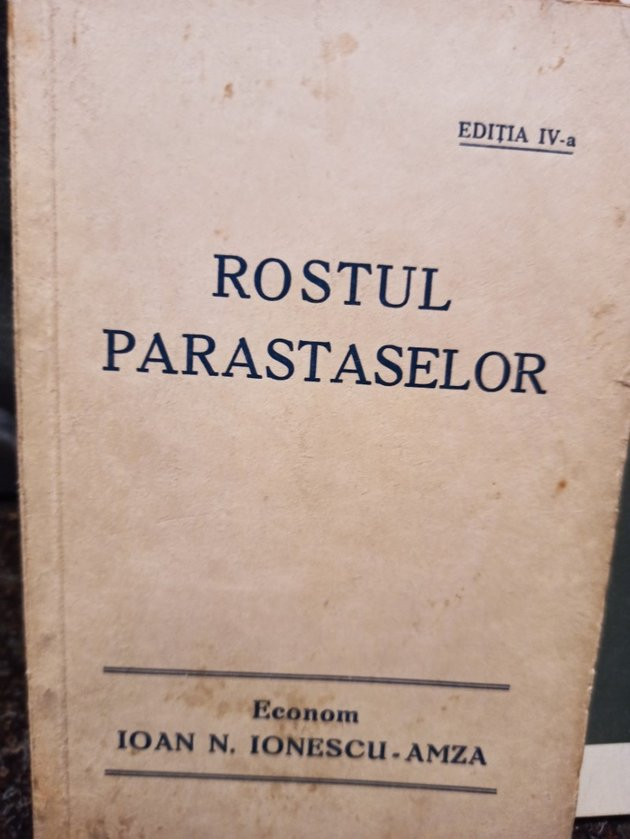 EDIȚIA IV-a
ROSTUL
PARASTASELOR
Econom
IOAN N. IONESCU-AMZA